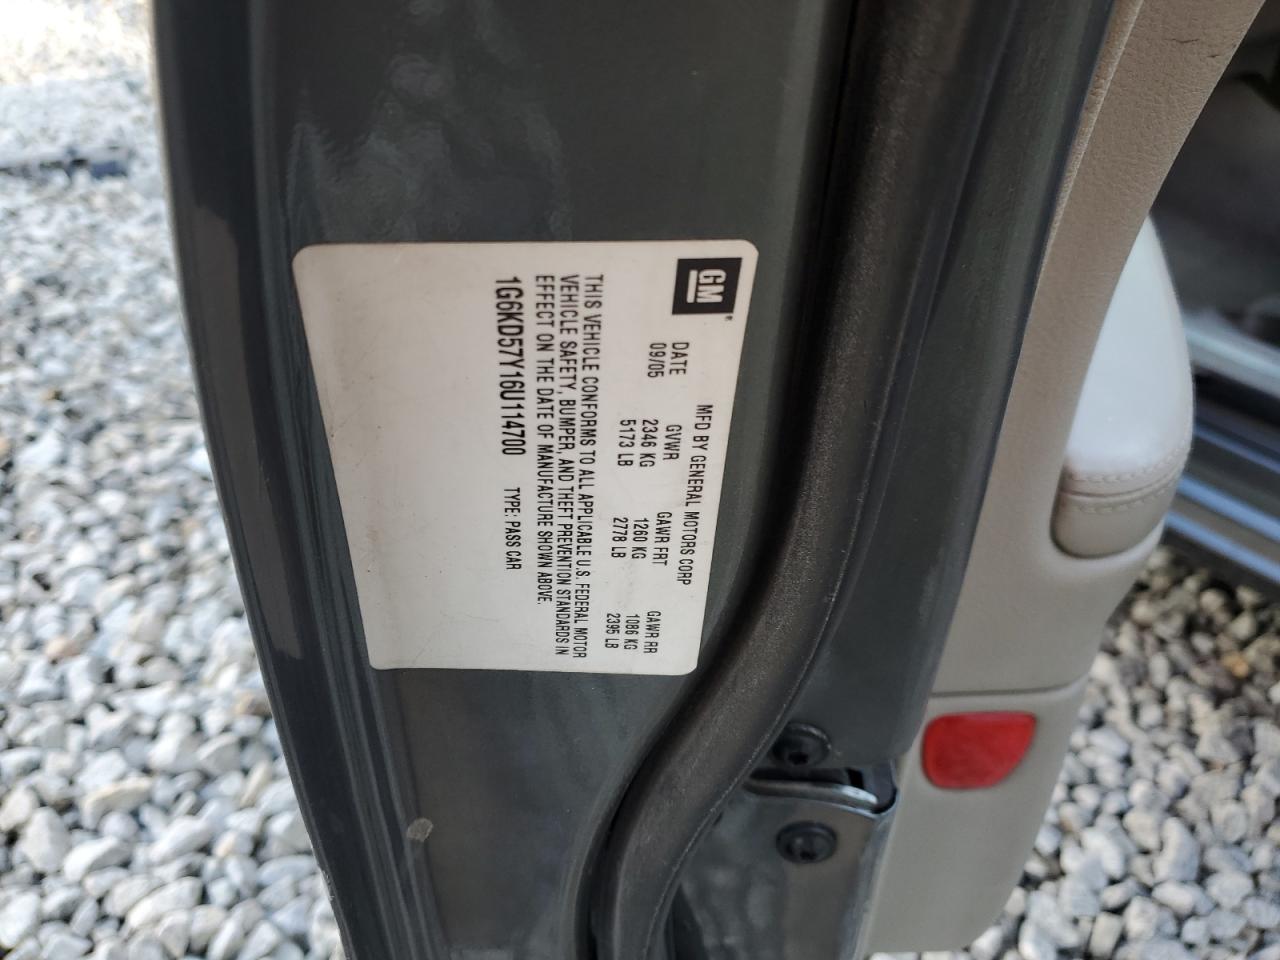 GM®
MFD BY GENERAL MOTORS CORP
DATE GVWR GAWR FRT GAWR RR
09/05 2346 KG 1260 KG 1086 KG
5173 LB 2778 LB 2395 LB
THIS VEHICLE CONFORMS TO ALL APPLICABLE U.S. FEDERAL MOTOR
VEHICLE SAFETY, BUMPER, AND THEFT PREVENTION STANDARDS IN
EFFECT ON THE DATE OF MANUFACTURE SHOWN ABOVE.
1G6KD57Y16U114700 TYPE: PASS CAR